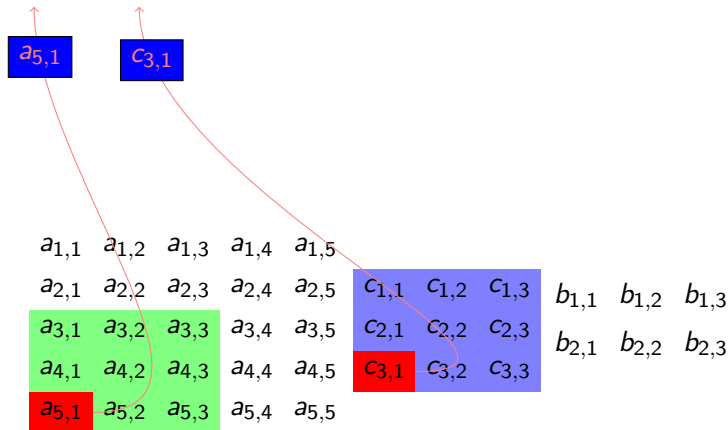 a5,1 c3,1
a1,1 a1,2 a1,3 a1,4 a1,5
a2,1 a2,2 a2,3 a2,4 a2,5
a3,1 a3,2 a3,3 a3,4 a3,5
a4,1 a4,2 a4,3 a4,4 a4,5
a5,1 a5,2 a5,3 a5,4 a5,5
c1,1 c1,2 c1,3
c2,1 c2,2 c2,3
c3,1 c3,2 c3,3
b1,1 b1,2 b1,3
b2,1 b2,2 b2,3